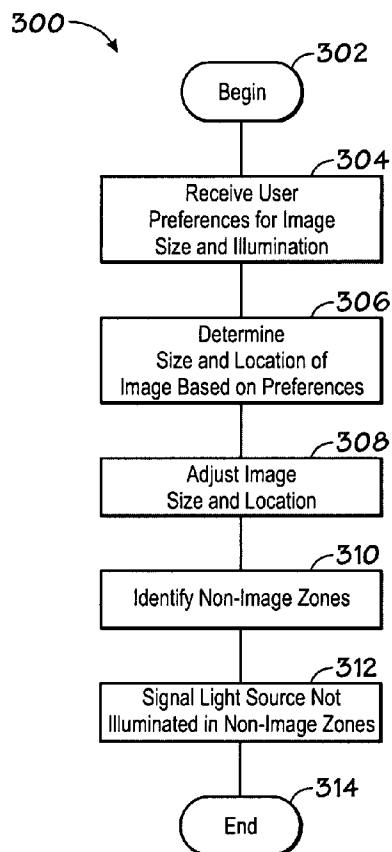 300
302
Begin
304
Receive User
Preferences for Image
Size and Illumination
306
Determine
Size and Location of
Image Based on Preferences
308
Adjust Image
Size and Location
310
Identify Non-Image Zones
312
Signal Light Source Not
Illuminated in Non-Image Zones
314
End